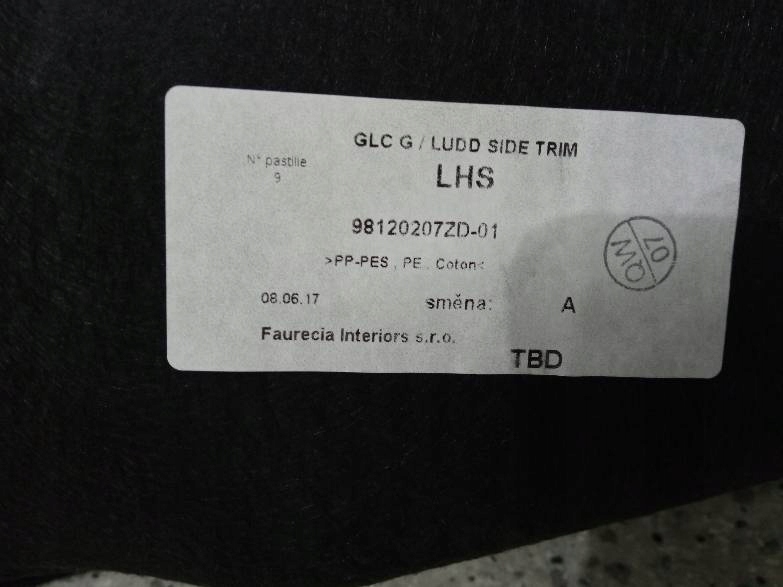 GLC G / LUDD SIDE TRIM
N° pastille
9
LHS
98120207ZD-01
>PP-PES , PE , Coton<
08.06.17 směna: A
Faurecia Interiors s.r.o.
TBD
QW 07